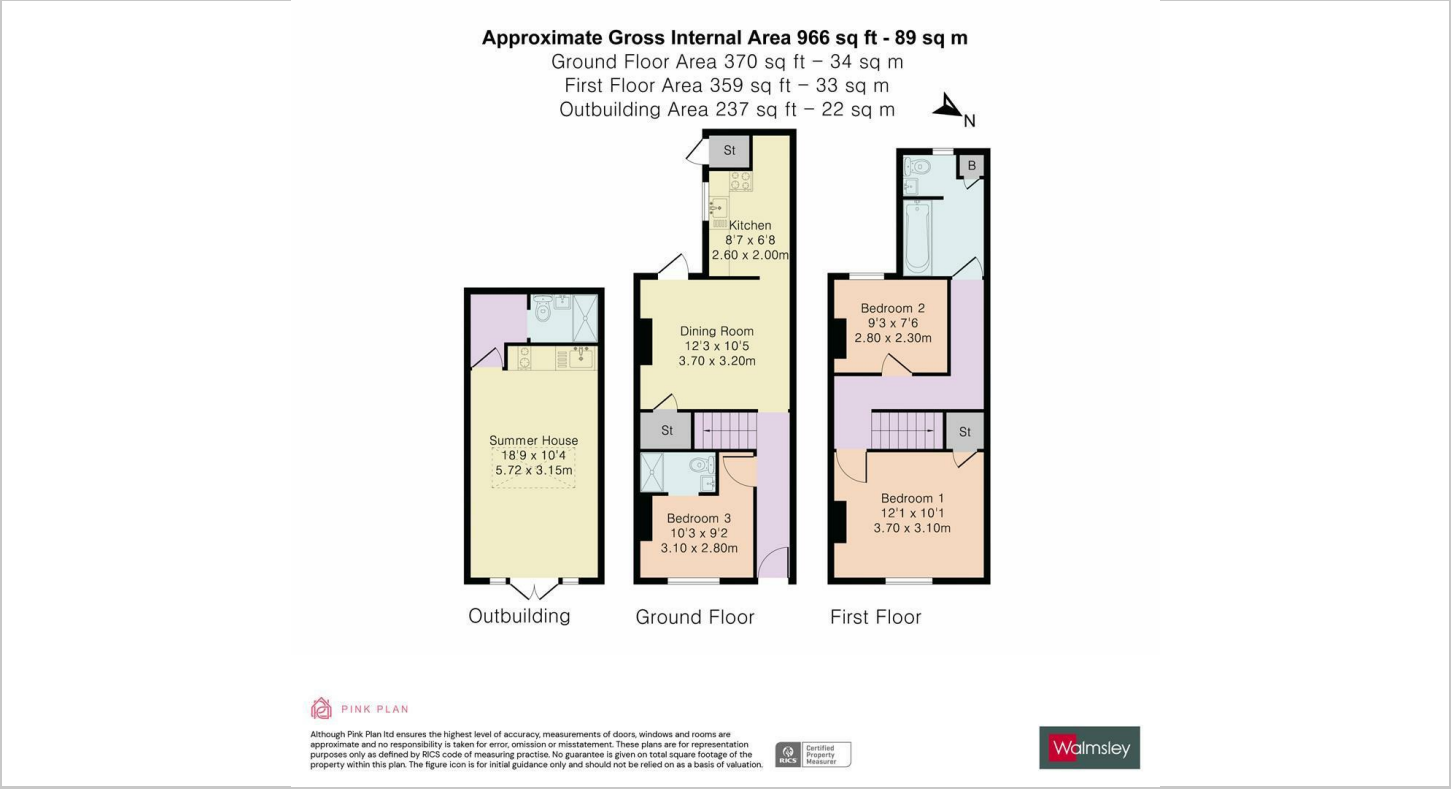 Approximate Gross Internal Area 966 sq ft - 89 sq m
Ground Floor Area 370 sq ft – 34 sq m
First Floor Area 359 sq ft – 33 sq m
Outbuilding Area 237 sq ft – 22 sq m
N
St
Kitchen
8'7 x 6'8
2.60 x 2.00m
Dining Room
12'3 x 10'5
3.70 x 3.20m
St
Bedroom 3
10'3 x 9'2
3.10 x 2.80m
B
Bedroom 2
9'3 x 7'6
2.80 x 2.30m
St
Bedroom 1
12'1 x 10'1
3.70 x 3.10m
Summer House
18'9 x 10'4
5.72 x 3.15m
Outbuilding
Ground Floor
First Floor
PINK PLAN
Although Pink Plan ltd ensures the highest level of accuracy, measurements of doors, windows and rooms are
approximate and no responsibility is taken for error, omission or misstatement. These plans are for representation
purposes only as defined by RICS code of measuring practise. No guarantee is given on total square footage of the
property within this plan. The figure icon is for initial guidance only and should not be relied on as a basis of valuation.
RICS
Certified
Property
Measurer
Walmsley